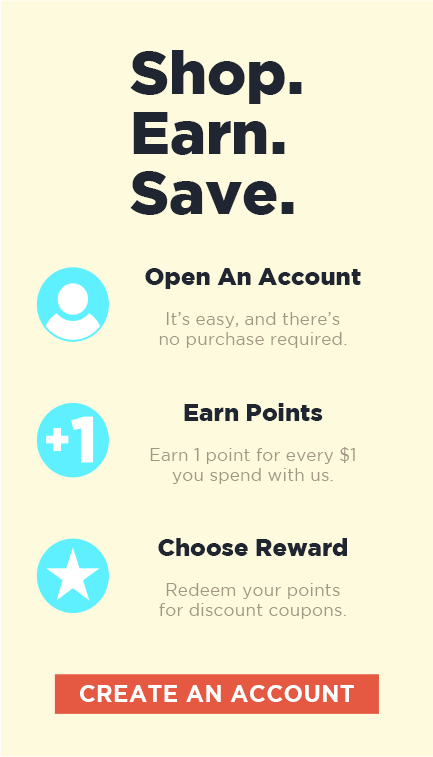 Shop.
Earn.
Save.
Open An Account
It's easy, and there's
no purchase required.
Earn Points
+1
Earn 1 point for every $1
you spend with us.
Choose Reward
Redeem your points
for discount coupons.
CREATE AN ACCOUNT